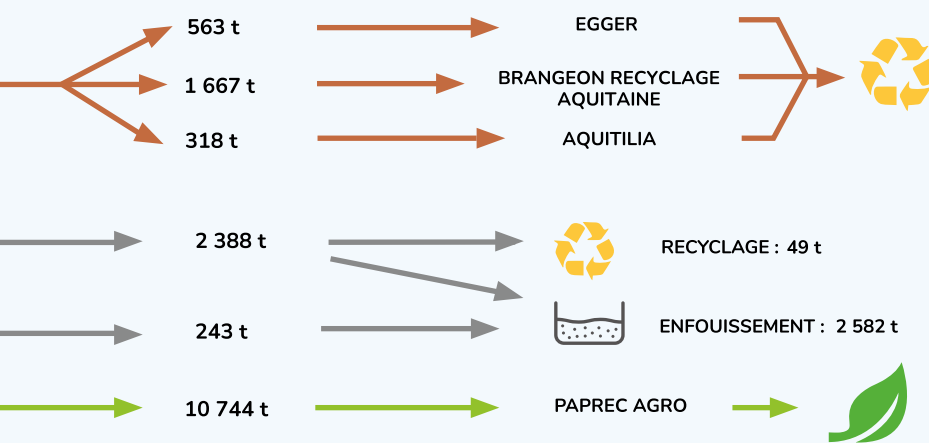 563 t
EGGER
1 667 t
BRANGEON RECYCLAGE
AQUITAINE
318 t
AQUITILIA
2 388 t
RECYCLAGE : 49 t
243 t
ENFOUISSEMENT : 2 582 t
10 744 t
PAPREC AGRO